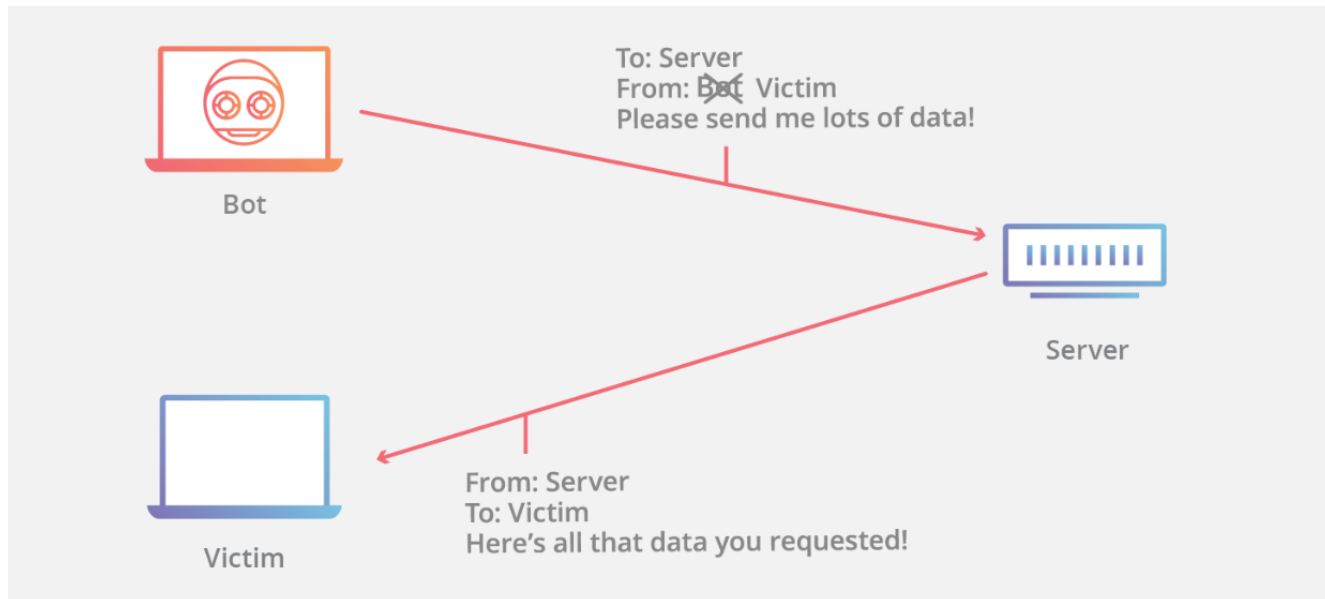 To: Server
From: Bot Victim
Please send me lots of data!
Bot
Server
From: Server
To: Victim
Here's all that data you requested!
Victim